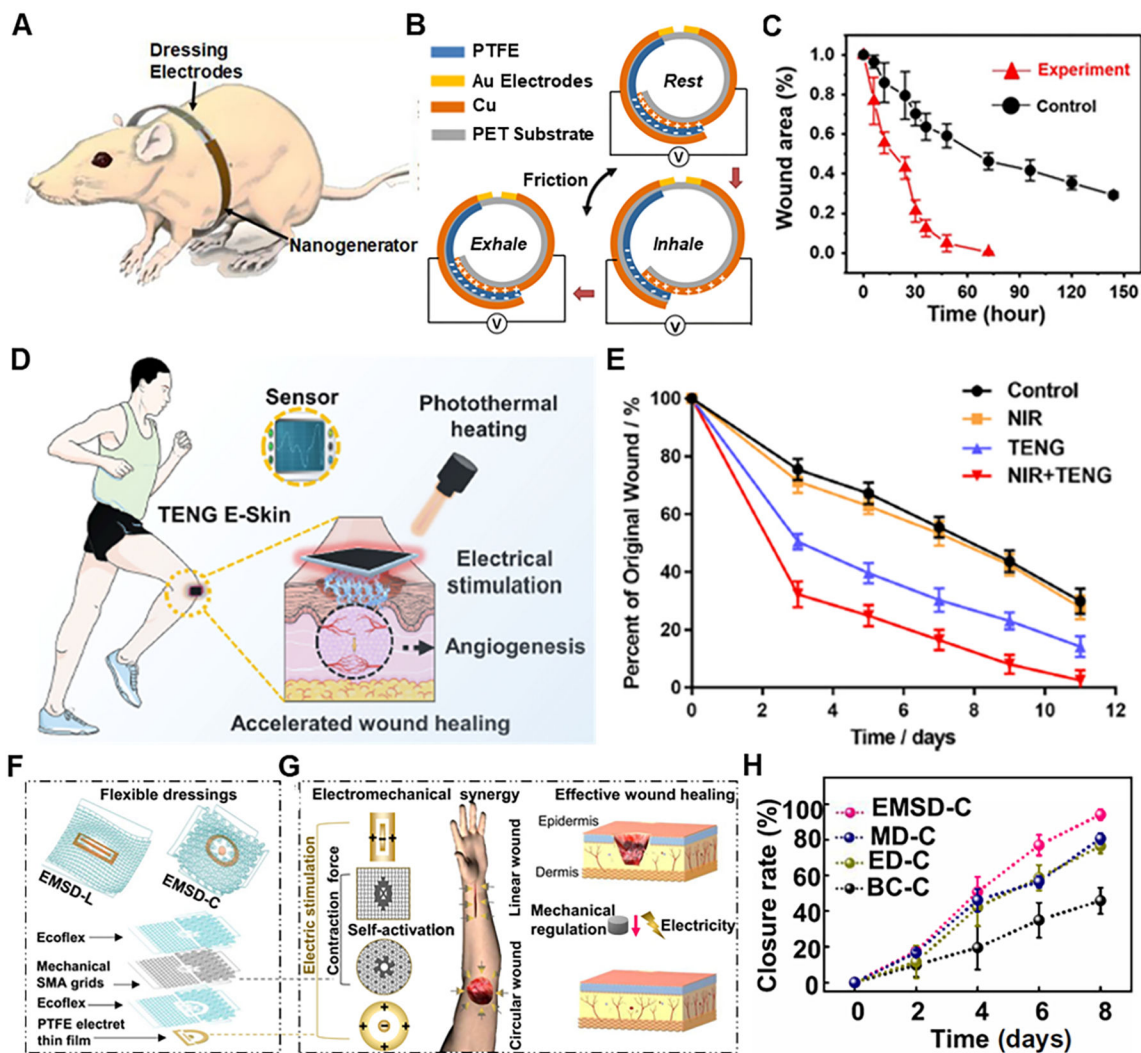 A
Dressing
Electrodes
Nanogenerator
B
PTFE
Au Electrodes
Cu
PET Substrate
Rest
V
Friction
Exhale
Inhale
V
V
C
Wound area (%)
1.0
0.8
0.6
0.4
0.2
0.0
Experiment
Control
0 30 60 90 120 150
Time (hour)
D
Sensor
Photothermal
heating
TENG E-Skin
Electrical
stimulation
Angiogenesis
Accelerated wound healing
E
Percent of Original Wound / %
100
80
60
40
20
0
Control
NIR
TENG
NIR+TENG
0 2 4 6 8 10 12
Time / days
F
Flexible dressings
EMSD-L
EMSD-C
Ecoflex
Mechanical
SMA grids
Ecoflex
PTFE electret
thin film
G
Electromechanical synergy
Electric stimulation
Contraction force
Self-activation
Linear wound
Circular wound
Effective wound healing
Epidermis
Dermis
Mechanical
regulation
Electricity
H
Closure rate (%)
100
80
60
40
20
0
EMSD-C
MD-C
ED-C
BC-C
0 2 4 6 8
Time (days)